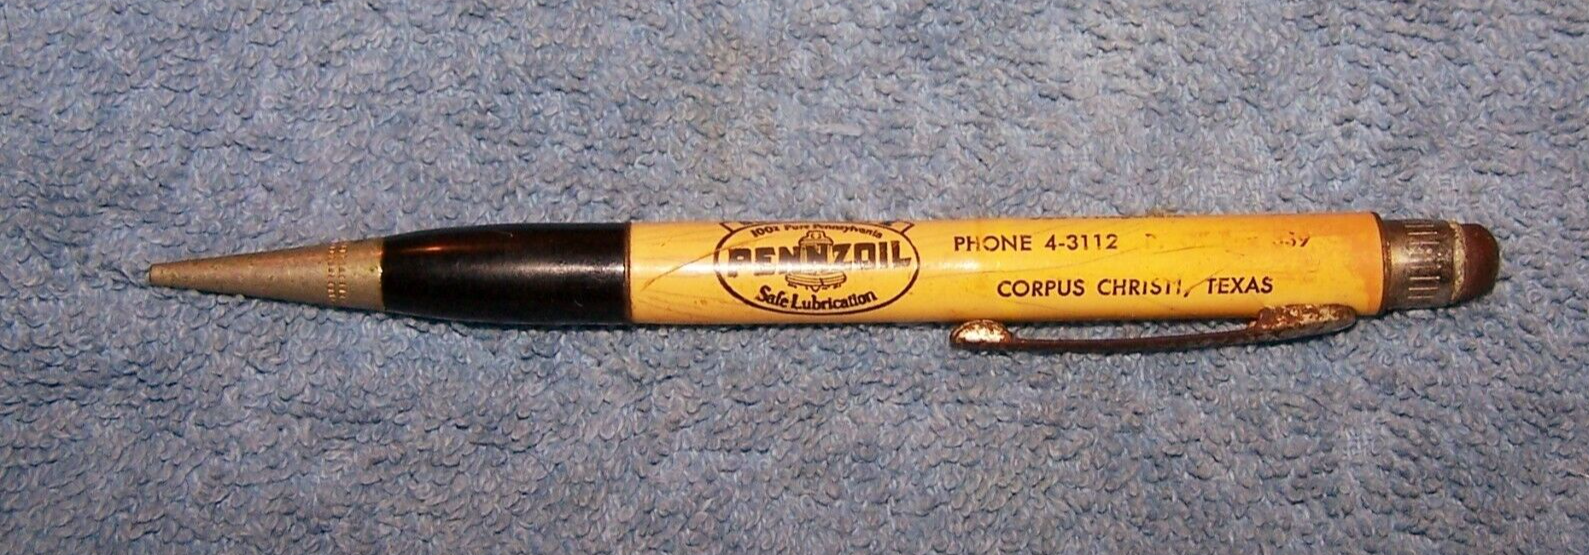 100% Pure Pennsylvania
PENNZOIL
Safe Lubrication
PHONE 4-3112
CORPUS CHRISTI, TEXAS